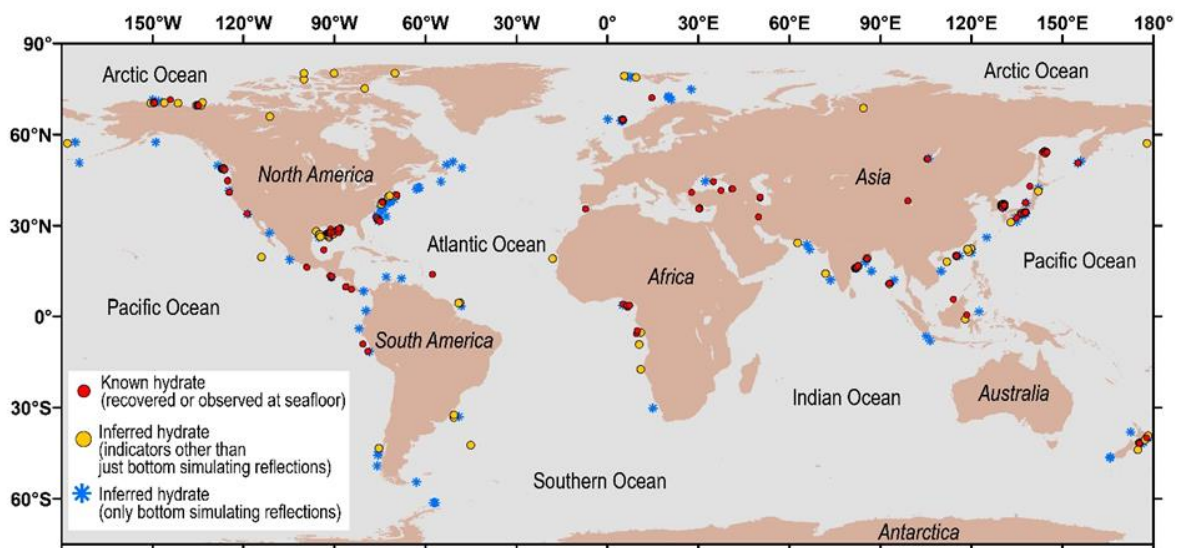 150°W 120°W 90°W 60°W 30°W 0° 30°E 60°E 90°E 120°E 150°E 180°
90°
Arctic Ocean Arctic Ocean
60°N
North America Asia
30°N
Atlantic Ocean Pacific Ocean
Africa
Pacific Ocean
0°
South America
Indian Ocean Australia
Known hydrate
(recovered or observed at seafloor)
30°S
Inferred hydrate
(indicators other than
just bottom simulating reflections)
Southern Ocean
Inferred hydrate
(only bottom simulating reflections)
60°S
Antarctica